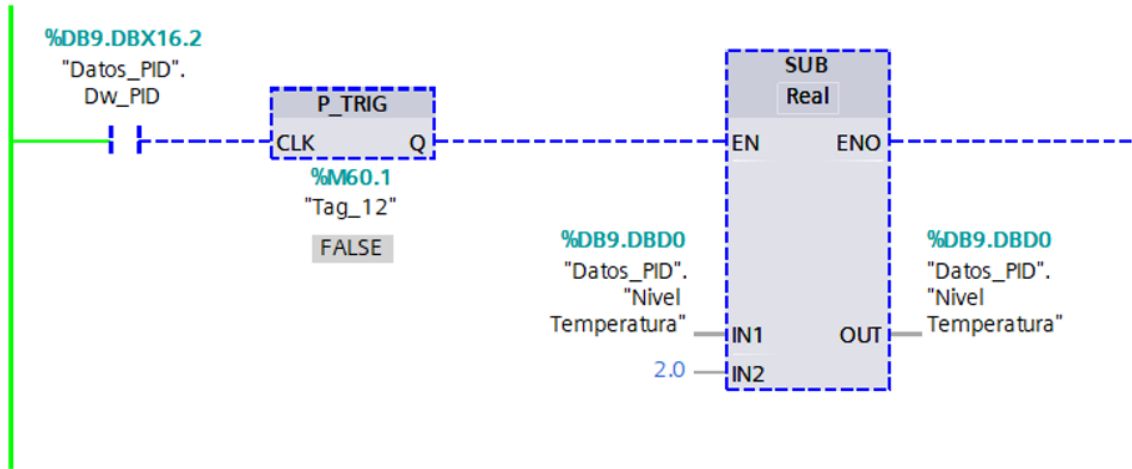 %DB9.DBX16.2
"Datos_PID".
Dw_PID
P_TRIG
CLK Q
%M60.1
"Tag_12"
FALSE
SUB
Real
EN ENO
%DB9.DBD0
"Datos_PID".
"Nivel
Temperatura"
IN1
2.0
IN2
OUT
%DB9.DBD0
"Datos_PID".
"Nivel
Temperatura"